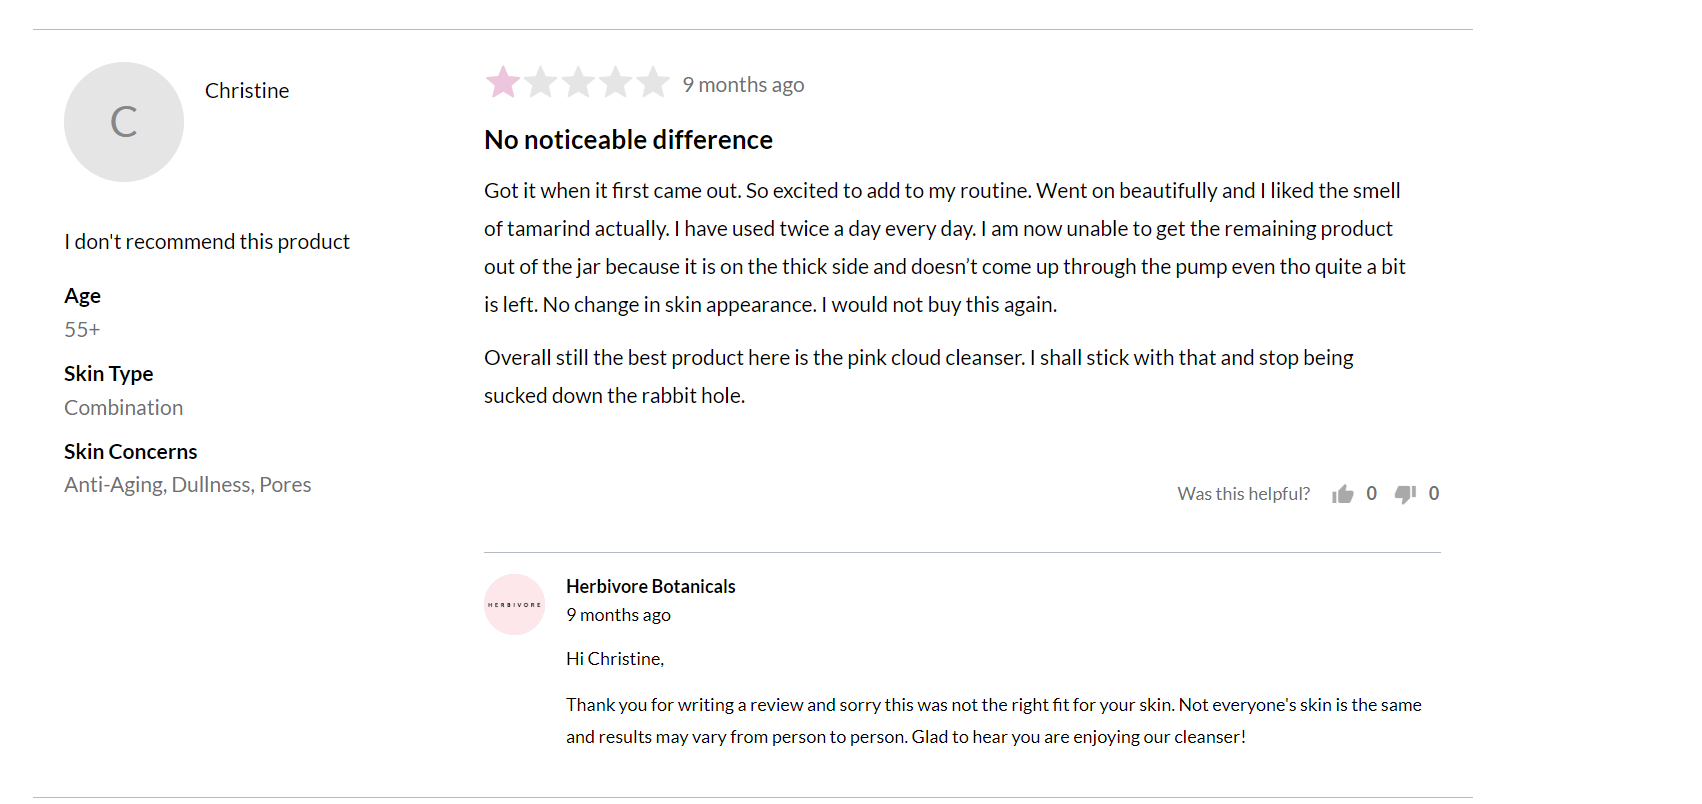 C
Christine
I don't recommend this product
Age
55+
Skin Type
Combination
Skin Concerns
Anti-Aging, Dullness, Pores
9 months ago
No noticeable difference
Got it when it first came out. So excited to add to my routine. Went on beautifully and I liked the smell
of tamarind actually. I have used twice a day every day. I am now unable to get the remaining product
out of the jar because it is on the thick side and doesn’t come up through the pump even tho quite a bit
is left. No change in skin appearance. I would not buy this again.
Overall still the best product here is the pink cloud cleanser. I shall stick with that and stop being
sucked down the rabbit hole.
Was this helpful? 0 0
HERBIVORE
Herbivore Botanicals
9 months ago
Hi Christine,
Thank you for writing a review and sorry this was not the right fit for your skin. Not everyone's skin is the same
and results may vary from person to person. Glad to hear you are enjoying our cleanser!